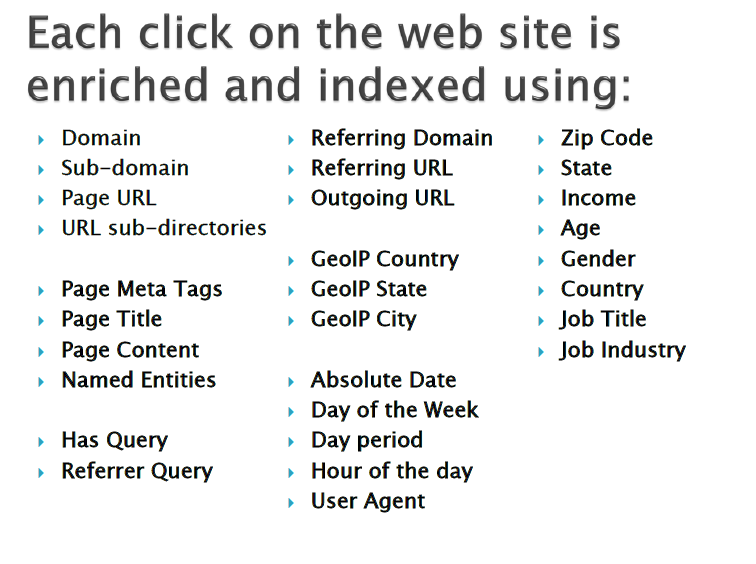 Each click on the web site is
enriched and indexed using:
Domain
Sub-domain
Page URL
URL sub-directories
Page Meta Tags
Page Title
Page Content
Named Entities
Has Query
Referrer Query
Referring Domain
Referring URL
Outgoing URL
GeoIP Country
GeoIP State
GeoIP City
Absolute Date
Day of the Week
Day period
Hour of the day
User Agent
Zip Code
State
Income
Age
Gender
Country
Job Title
Job Industry